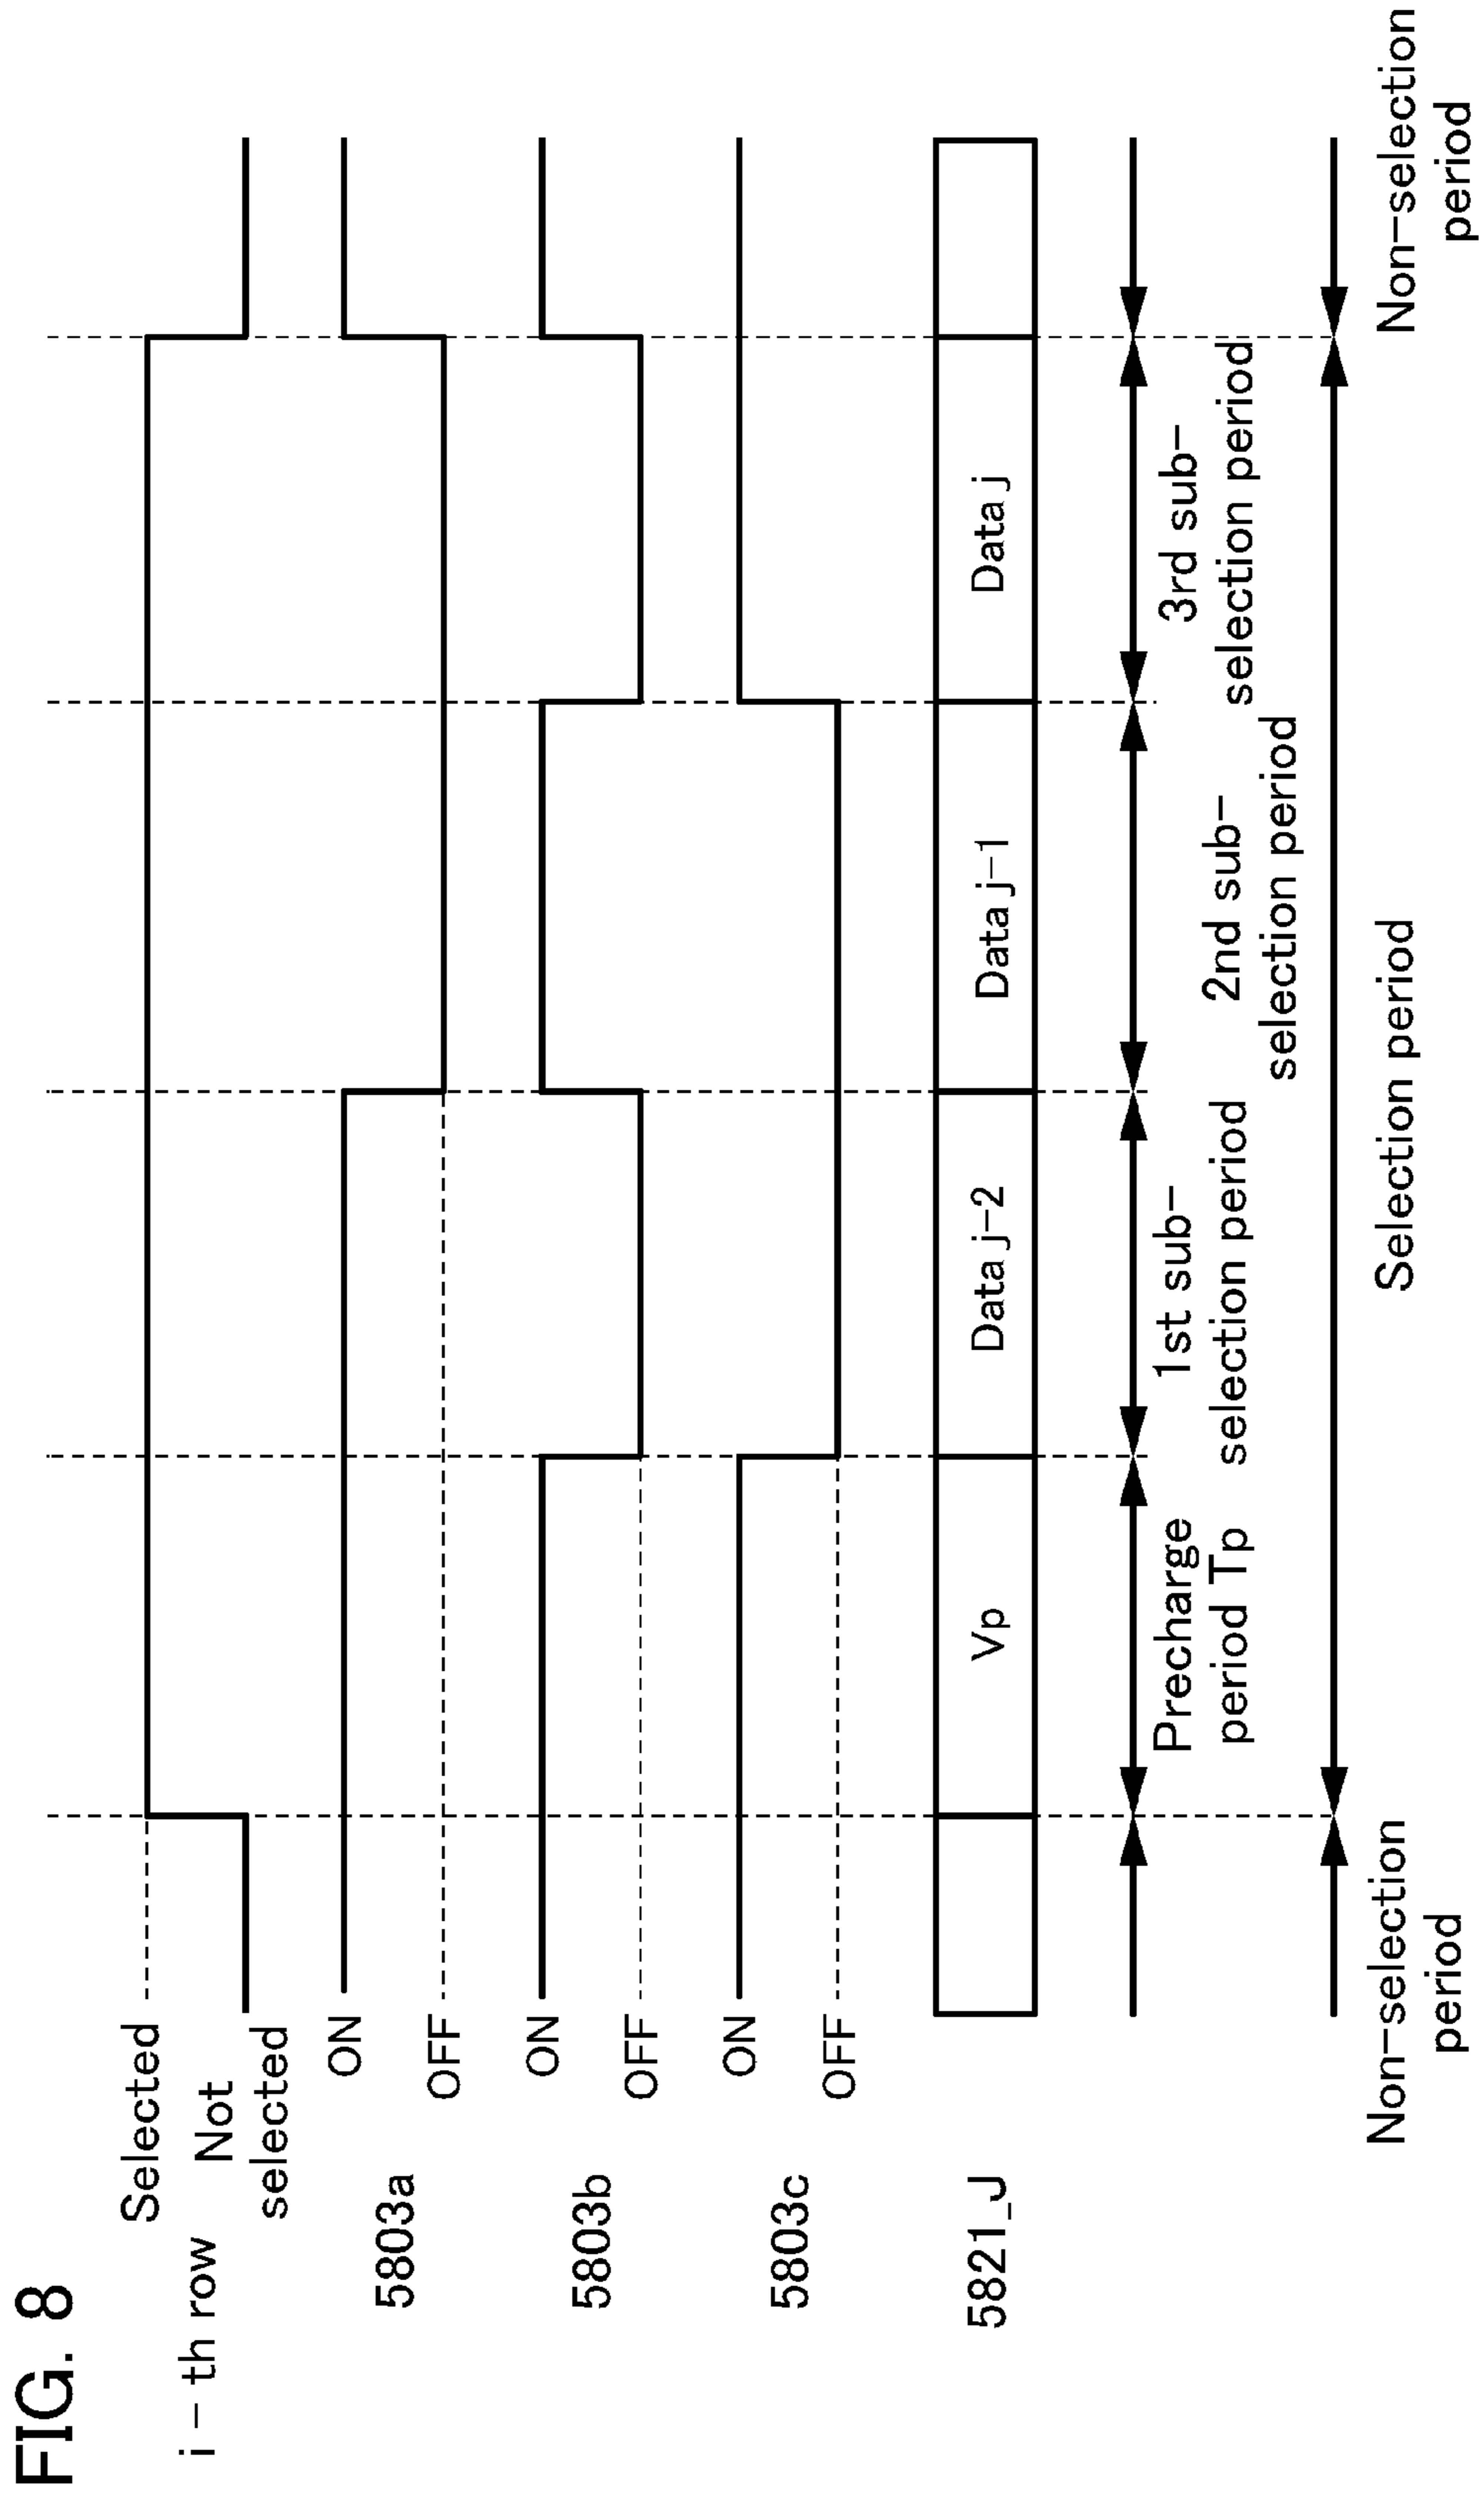 FIG. 8
Selected
i-th row
Not
selected
ON
5803a
OFF
ON
5803b
OFF
ON
5803c
OFF
5821_J
Vp
Data j-2
Data j-1
Data j
Precharge
period Tp
1st sub-
selection period
2nd sub-
selection period
3rd sub-
selection period
Non-selection
period
Selection period
Non-selection
period